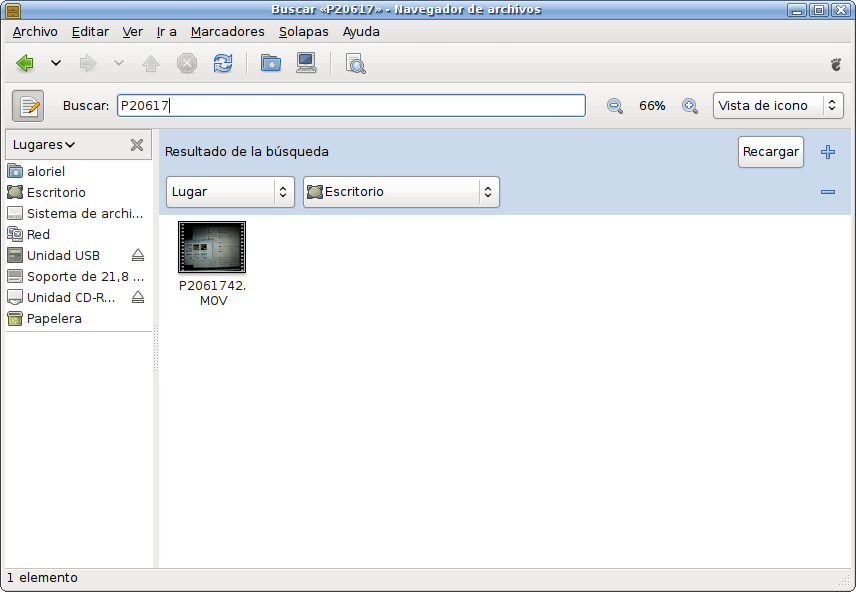 Buscar «P20617» - Navegador de archivos
Archivo Editar Ver Ir a Marcadores Solapas Ayuda
Buscar: P20617 66% Vista de icono
Lugares
aloriel
Escritorio
Sistema de archi...
Red
Unidad USB
Soporte de 21,8 ...
Unidad CD-R...
Papelera
Resultado de la búsqueda Recargar
Lugar Escritorio
P2061742.
MOV
1 elemento